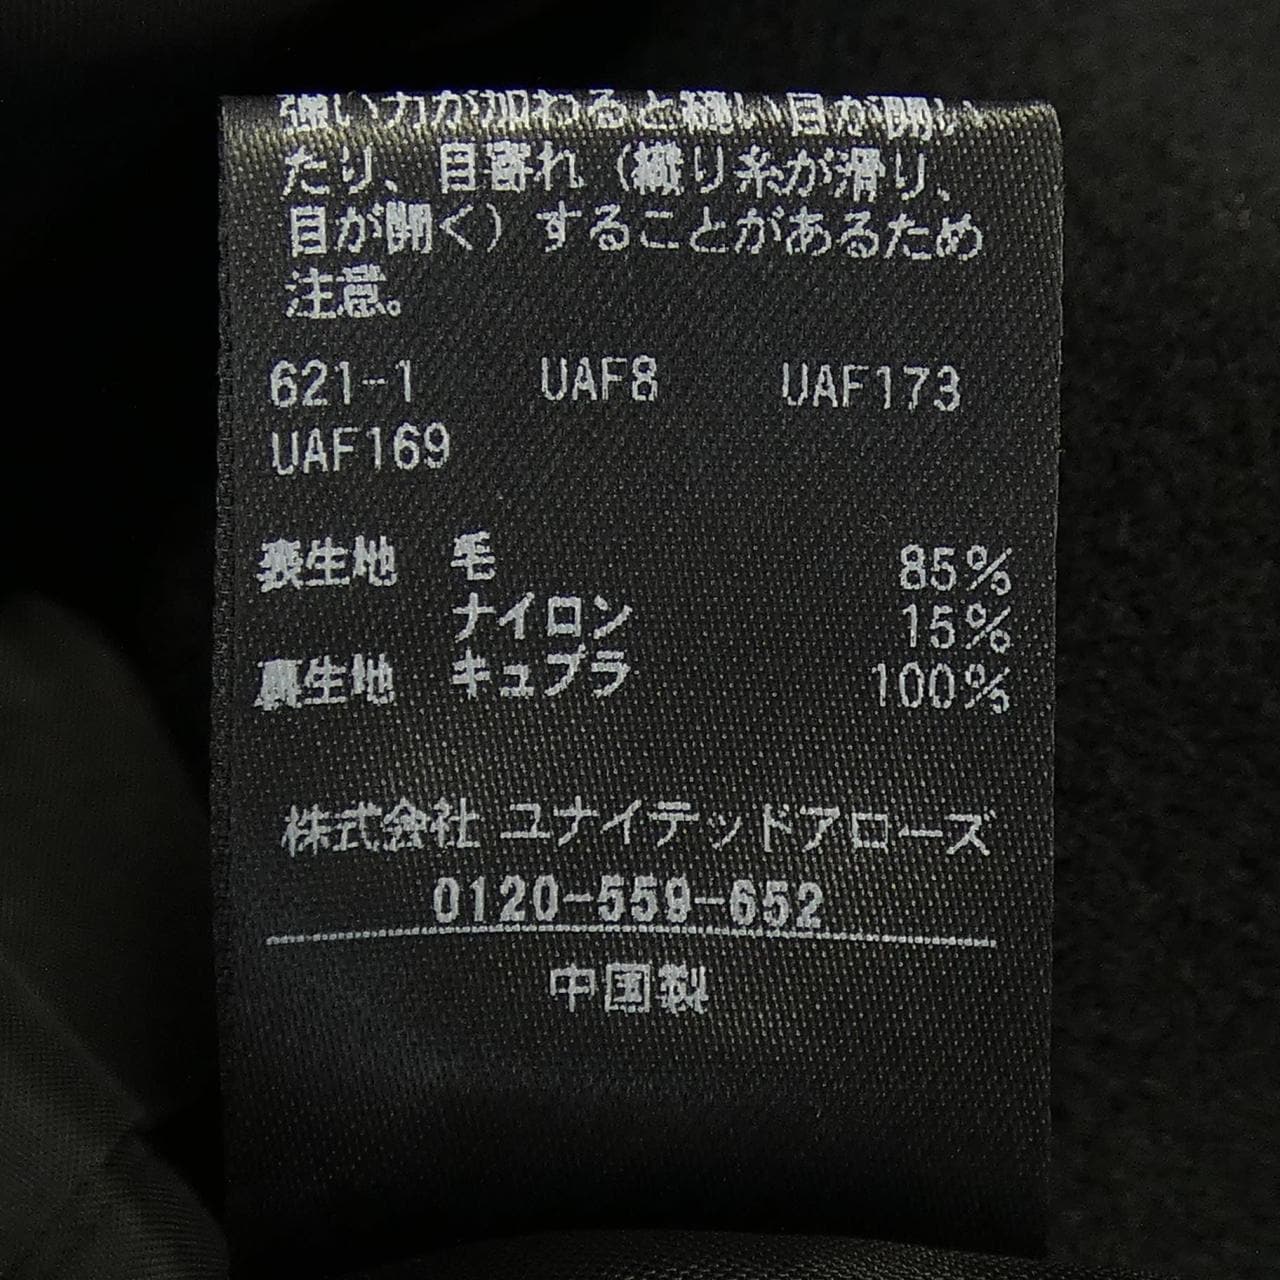 強い力が加わると縫い目が開い
たり、目寄れ（織り糸が滑り、
目が開く）することがあるため
注意。
621-1 UAF8 UAF173
UAF169
表生地 毛 85%
ナイロン 15%
裏生地 キュプラ 100%
株式会社 ユナイテッドアローズ
0120-559-652
中国製